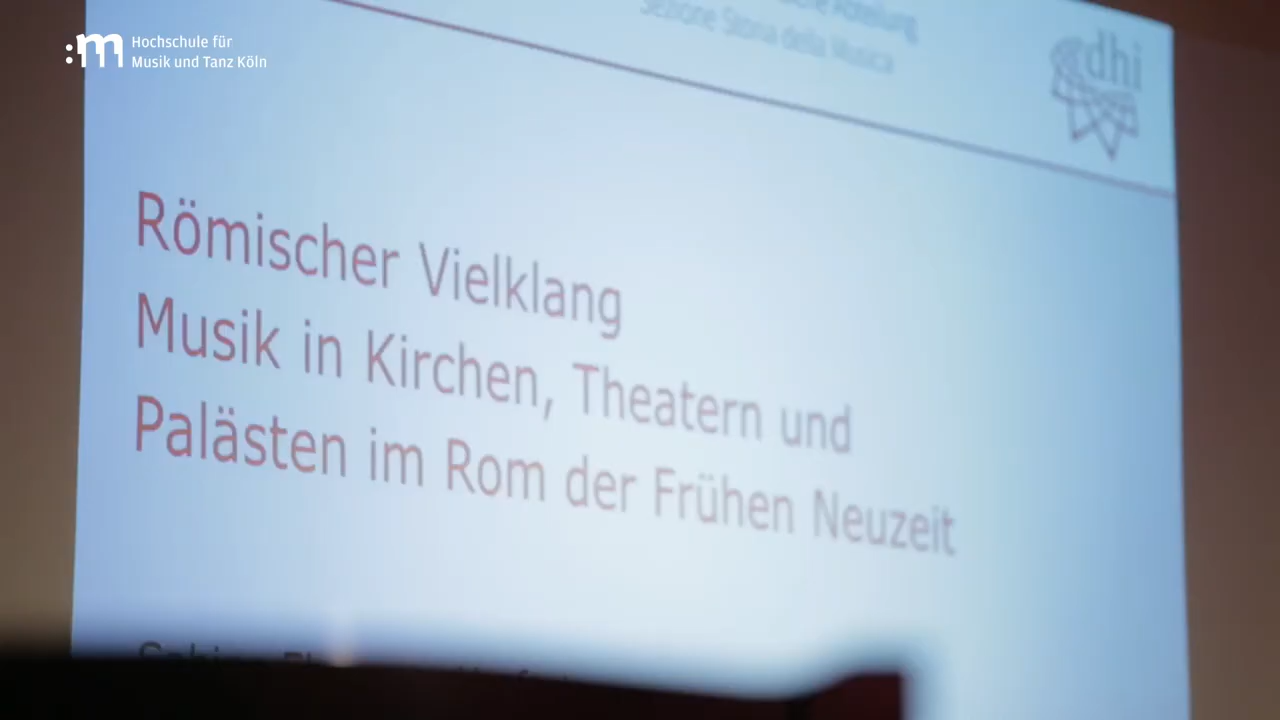 :m Hochschule für
Musik und Tanz Köln
Sezione Storia della Musica
dhi
Römischer Vielklang
Musik in Kirchen, Theatern und
Palästen im Rom der Frühen Neuzeit